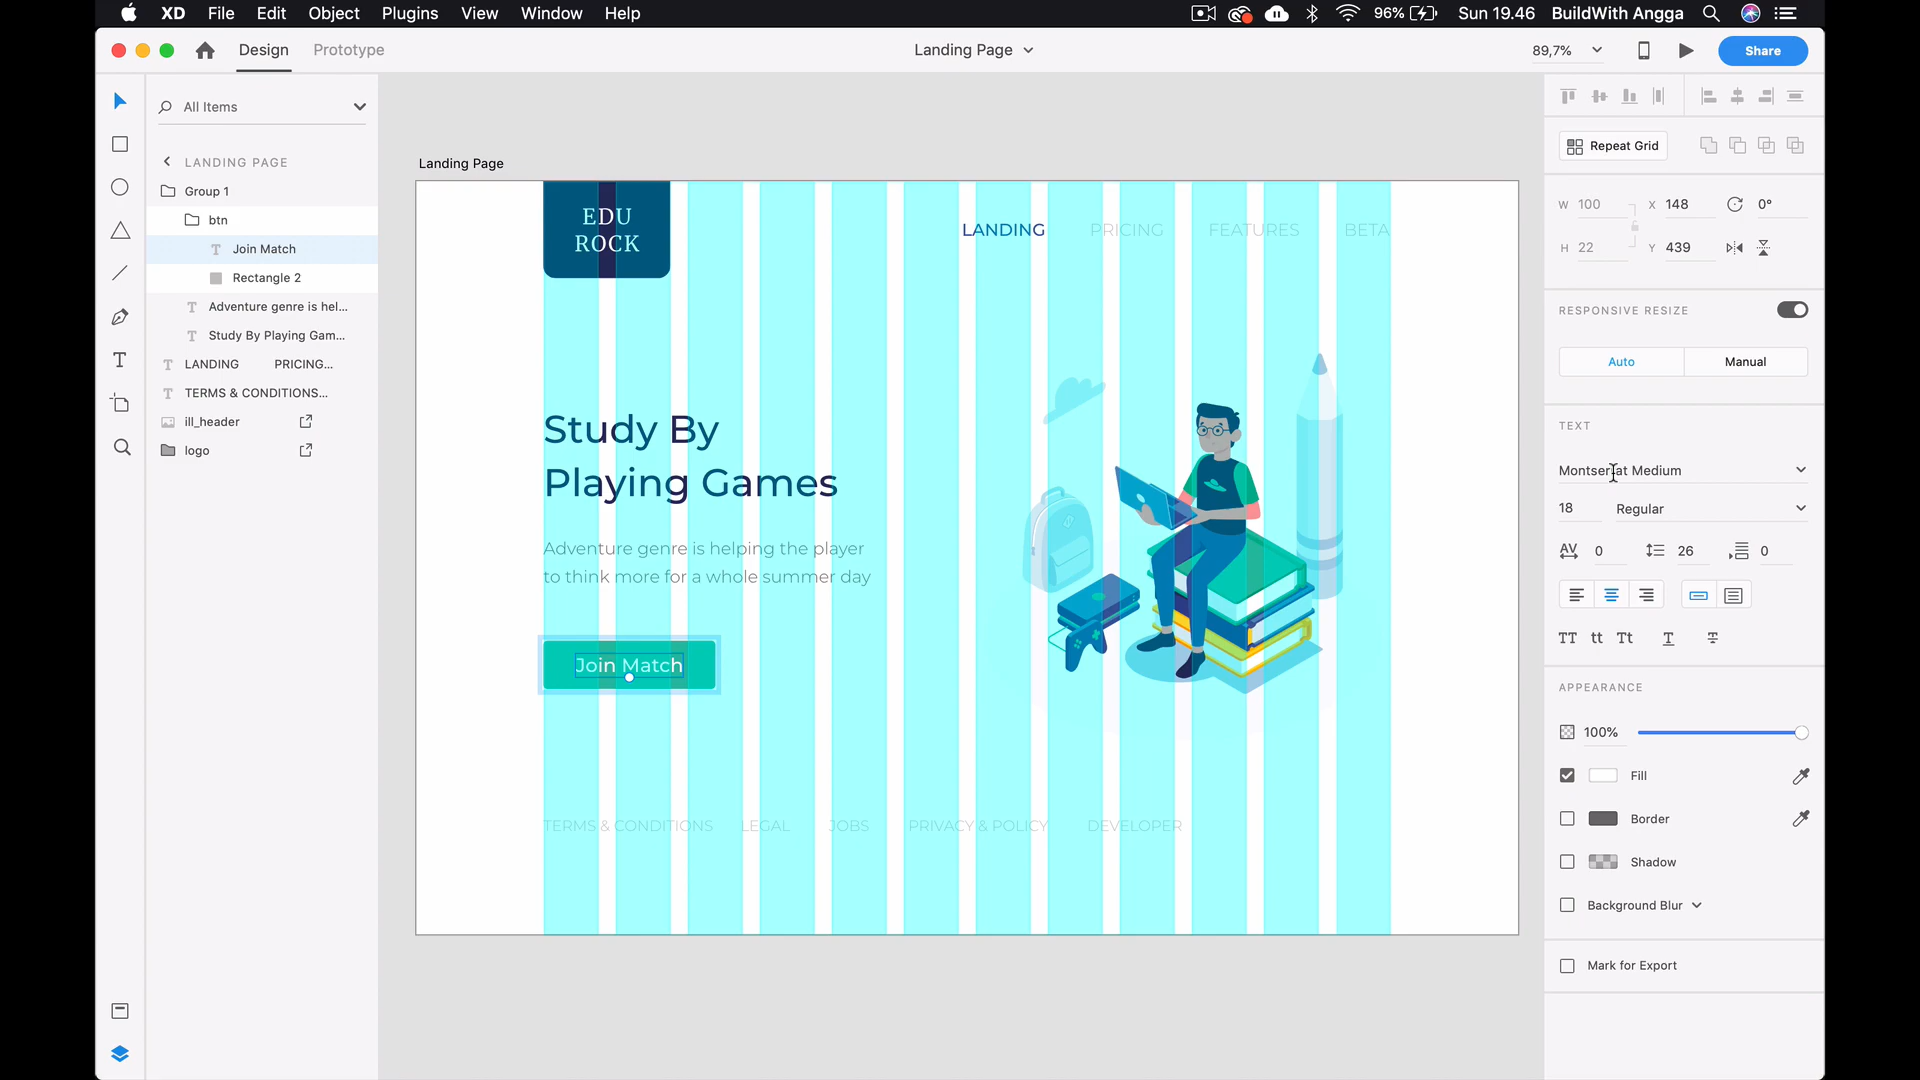 XD File Edit Object Plugins View Window Help 96% Sun 19.46 BuildWith Angga
Design Prototype Landing Page 89,7% Share
All Items
LANDING PAGE
Group 1
btn
Join Match
Rectangle 2
Adventure genre is hel...
Study By Playing Gam...
LANDING PRICING...
TERMS & CONDITIONS...
ill_header
logo
Landing Page
EDU
ROCK
LANDING PRICING FEATURES BETA
Study By
Playing Games
Adventure genre is helping the player
to think more for a whole summer day
Join Match
TERMS & CONDITIONS LEGAL JOBS PRIVACY & POLICY DEVELOPER
Repeat Grid
W 100 X 148 0°
H 22 Y 439
RESPONSIVE RESIZE
Auto Manual
TEXT
Montserrat Medium
18 Regular
AV 0 26 0
TT tt Tt T T
APPEARANCE
100%
Fill
Border
Shadow
Background Blur
Mark for Export